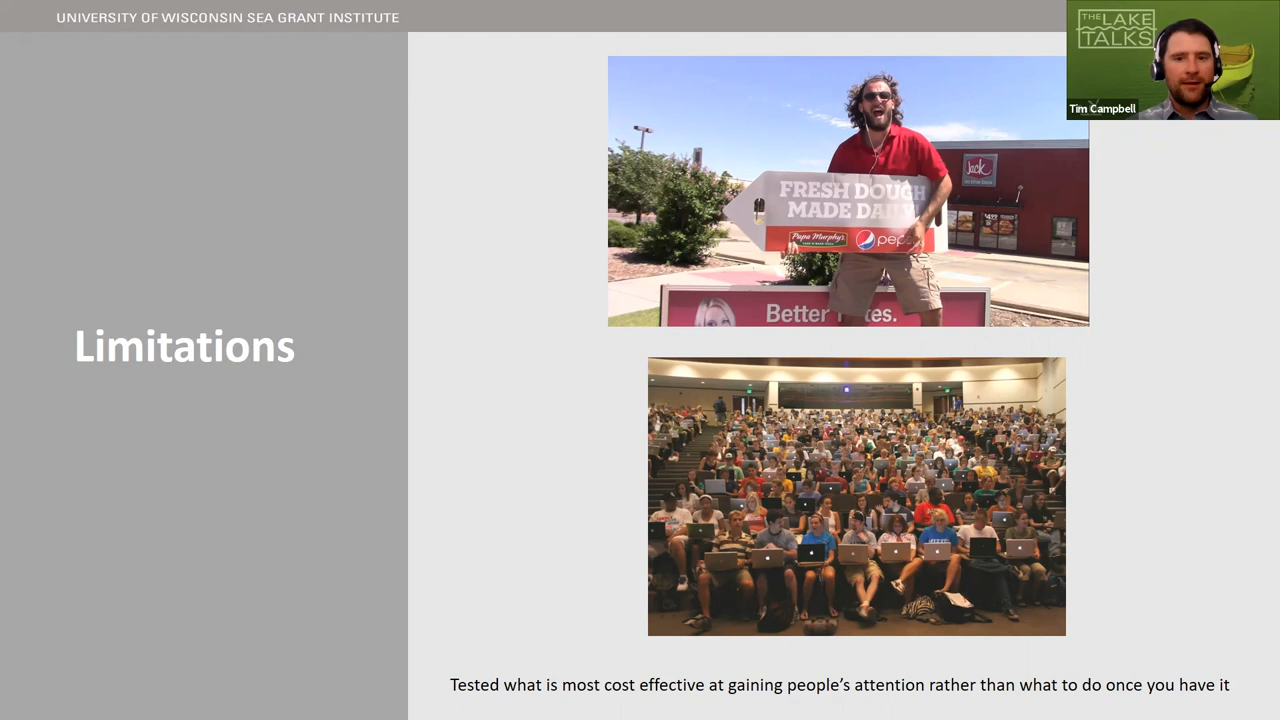 UNIVERSITY OF WISCONSIN SEA GRANT INSTITUTE
THE
LAKE
TALKS
Tim Campbell
Limitations
Jack
FRESH DOUGH
MADE DAILY
Papa Murphy's
pepsi
Better
Tested what is most cost effective at gaining people's attention rather than what to do once you have it